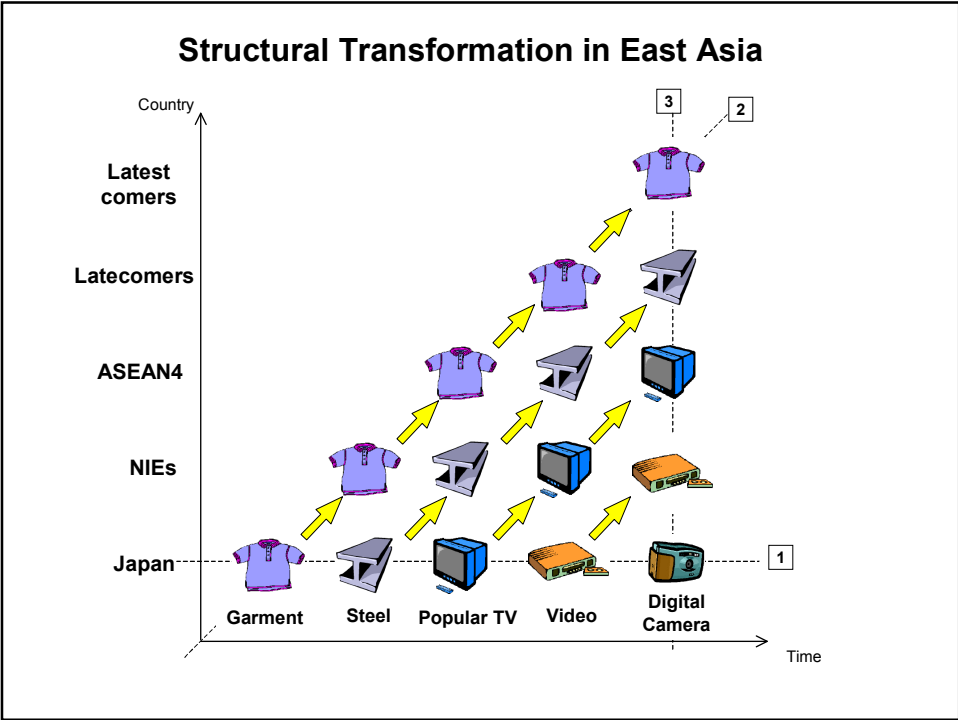 Structural Transformation in East Asia
Country
3
2
Latest
comers
Latecomers
ASEAN4
NIEs
Japan
1
Garment
Steel
Popular TV
Video
Digital
Camera
Time